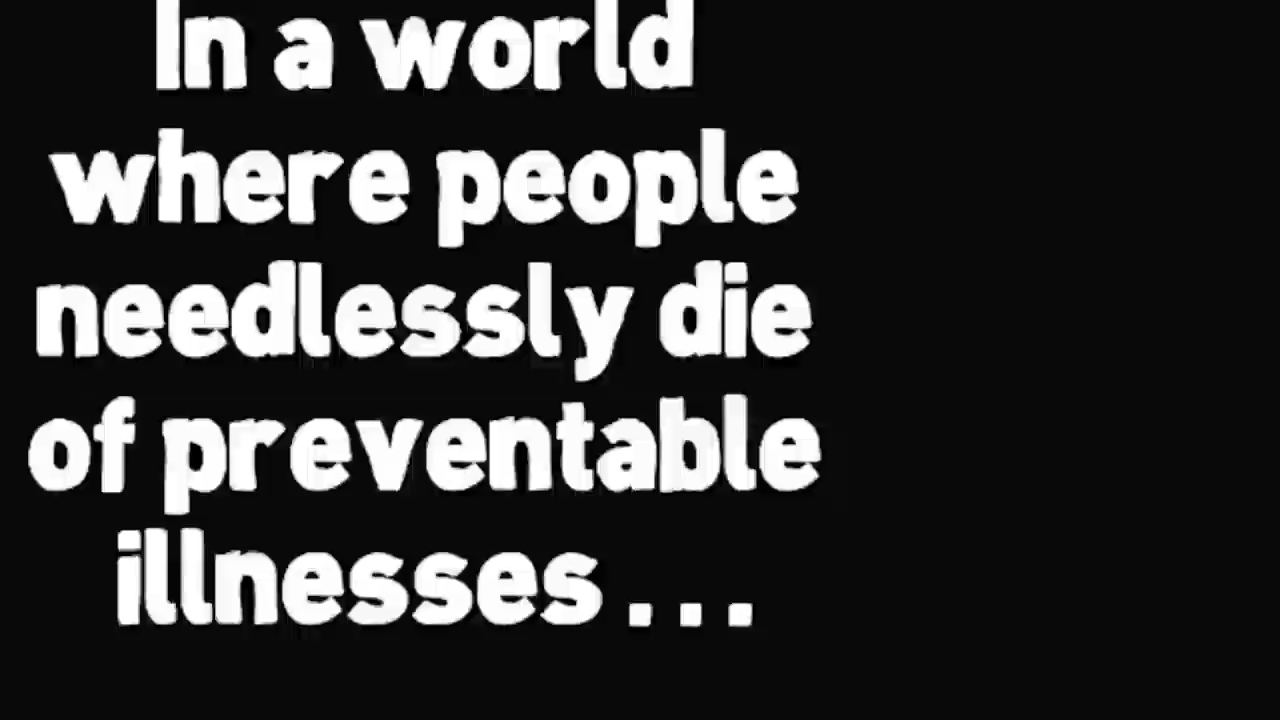 In a world
where people
needlessly die
of preventable
illnesses . . .